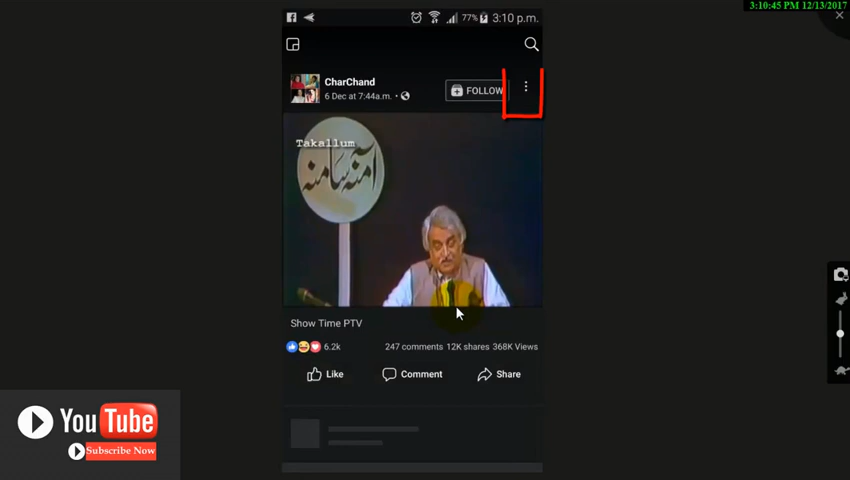 3:10:45 PM 12/13/2017
77% 3:10 p.m.
CharChand
6 Dec at 7:44a.m. •
FOLLOW
Takallum
آمنے سامنے
Show Time PTV
6.2k 247 comments 12K shares 368K Views
Like Comment Share
YouTube
Subscribe Now